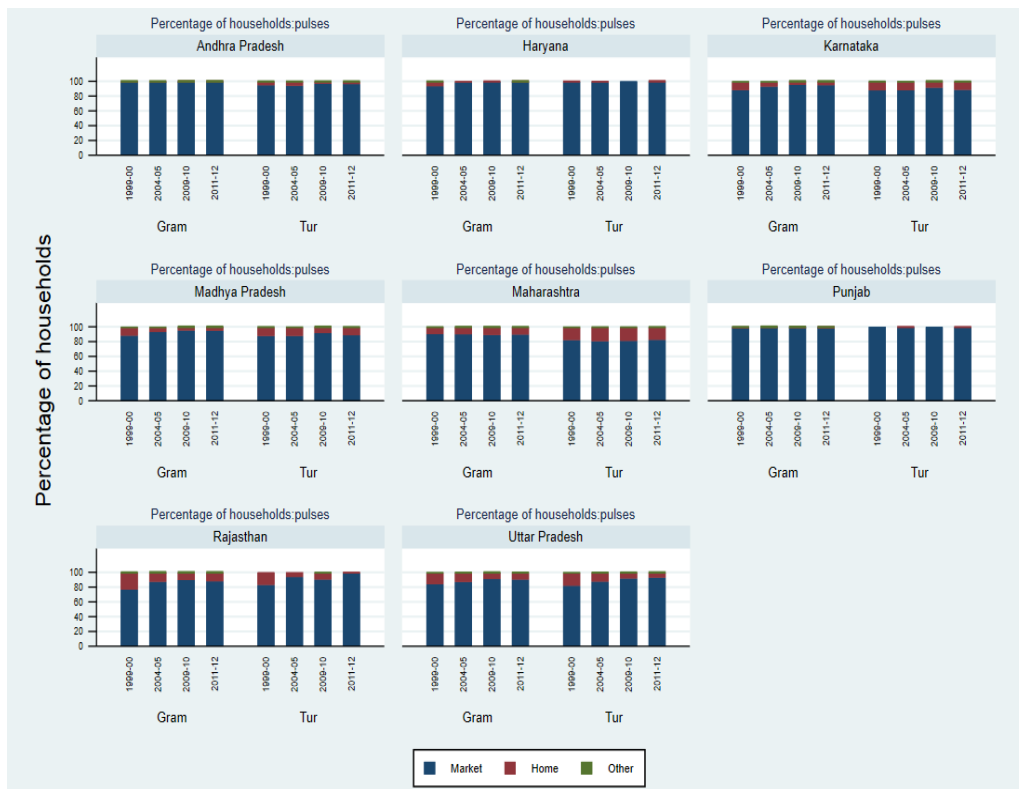 Percentage of households:pulses Percentage of households:pulses Percentage of households:pulses
Andhra Pradesh Haryana Karnataka
100
80
60
40
20
0
1999-00 2004-05 2009-10 2011-12 1999-00 2004-05 2009-10 2011-12 1999-00 2004-05 2009-10 2011-12 1999-00 2004-05 2009-10 2011-12 1999-00 2004-05 2009-10 2011-12 1999-00 2004-05 2009-10 2011-12
Gram Tur Gram Tur Gram Tur
Percentage of households
Percentage of households:pulses Percentage of households:pulses Percentage of households:pulses
Madhya Pradesh Maharashtra Punjab
100
80
60
40
20
0
1999-00 2004-05 2009-10 2011-12 1999-00 2004-05 2009-10 2011-12 1999-00 2004-05 2009-10 2011-12 1999-00 2004-05 2009-10 2011-12 1999-00 2004-05 2009-10 2011-12 1999-00 2004-05 2009-10 2011-12
Gram Tur Gram Tur Gram Tur
Percentage of households:pulses Percentage of households:pulses
Rajasthan Uttar Pradesh
100
80
60
40
20
0
1999-00 2004-05 2009-10 2011-12 1999-00 2004-05 2009-10 2011-12 1999-00 2004-05 2009-10 2011-12 1999-00 2004-05 2009-10 2011-12
Gram Tur Gram Tur
Market Home Other